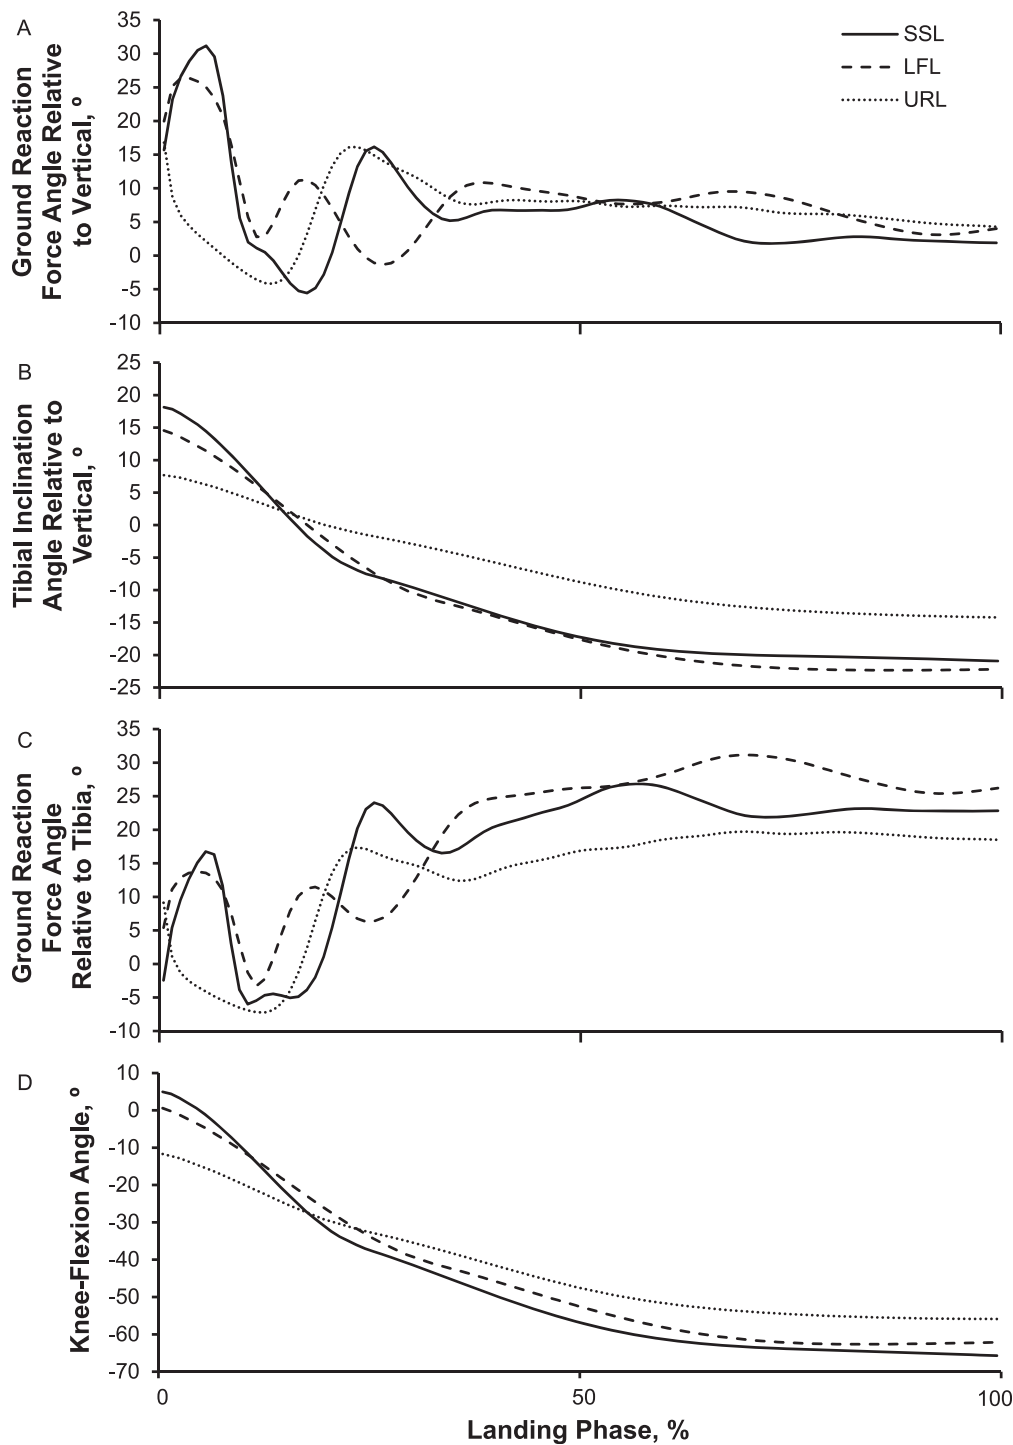 A
Ground Reaction
Force Angle Relative
to Vertical, º
35
30
25
20
15
10
5
0
-5
-10
SSL
LFL
URL
B
Tibial Inclination
Angle Relative to
Vertical, º
25
20
15
10
5
0
-5
-10
-15
-20
-25
C
Ground Reaction
Force Angle
Relative to Tibia, º
35
30
25
20
15
10
5
0
-5
-10
D
Knee-Flexion Angle, º
10
0
-10
-20
-30
-40
-50
-60
-70
0 50 100
Landing Phase, %